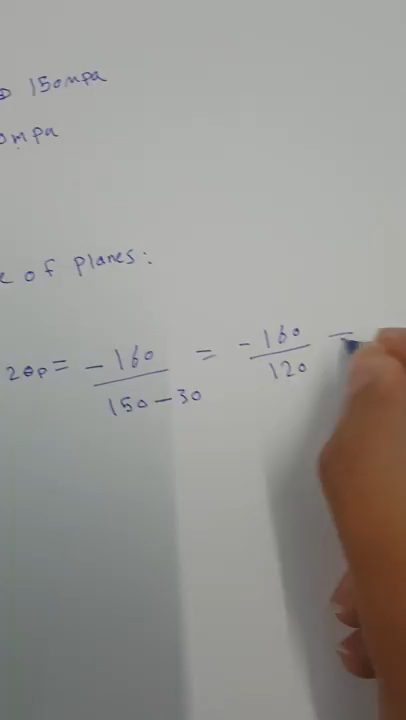 150mpa
mpa
of planes:
2θp = -160 / 150-30 = -160 / 120 =